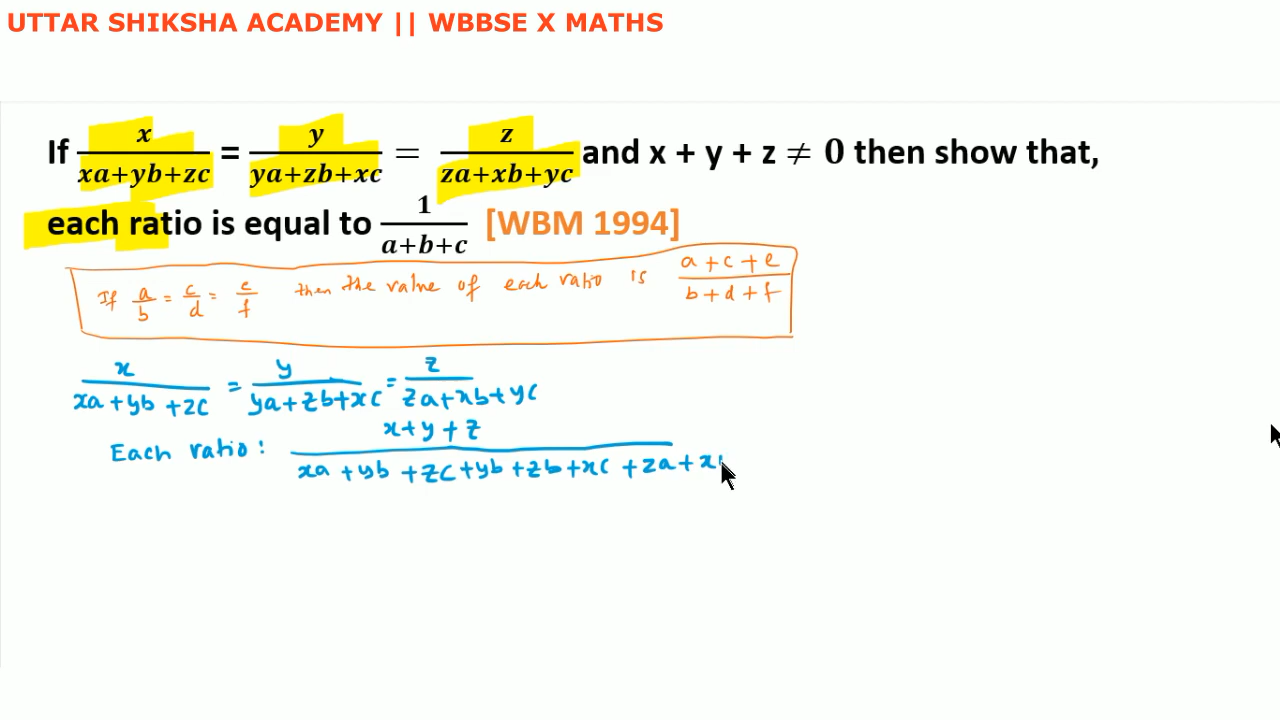 UTTAR SHIKSHA ACADEMY || WBBSE X MATHS
If x/(xa+yb+zc) = y/(ya+zb+xc) = z/(za+xb+yc) and x + y + z ≠ 0 then show that,
each ratio is equal to 1/(a+b+c) [WBM 1994]
If a/b = c/d = e/f then the value of each ratio is (a+c+e)/(b+d+f)
x/(xa+yb+zc) = y/(ya+zb+xc) = z/(za+xb+yc)
Each ratio: (x+y+z)/(xa+yb+zc+yb+zb+xc+za+x